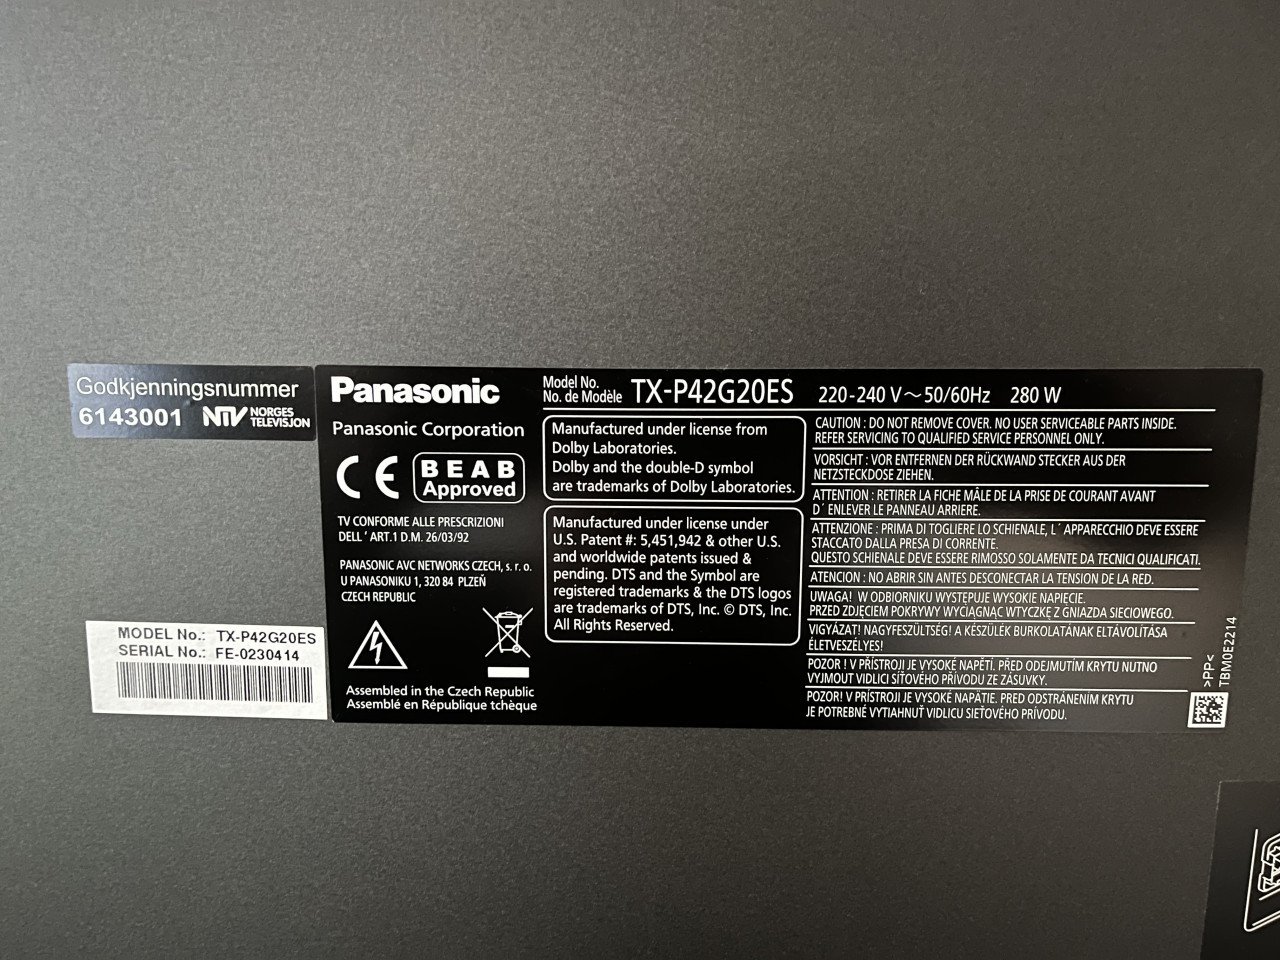 Godkjenningsnummer
6143001 NTV NORGES
TELEVISJON
MODEL No.: TX-P42G20ES
SERIAL No.: FE-0230414
Panasonic
Panasonic Corporation
CE BEAB
Approved
TV CONFORME ALLE PRESCRIZIONI
DELL ' ART.1 D.M. 26/03/92
PANASONIC AVC NETWORKS CZECH, s. r. o.
U PANASONIKU 1, 320 84 PLZEŇ
CZECH REPUBLIC
Assembled in the Czech Republic
Assemblé en République tchèque
Model No.
No. de Modèle TX-P42G20ES 220-240 V~50/60Hz 280 W
Manufactured under license from
Dolby Laboratories.
Dolby and the double-D symbol
are trademarks of Dolby Laboratories.
Manufactured under license under
U.S. Patent #: 5,451,942 & other U.S.
and worldwide patents issued &
pending. DTS and the Symbol are
registered trademarks & the DTS logos
are trademarks of DTS, Inc. © DTS, Inc.
All Rights Reserved.
CAUTION : DO NOT REMOVE COVER. NO USER SERVICEABLE PARTS INSIDE.
REFER SERVICING TO QUALIFIED SERVICE PERSONNEL ONLY.
VORSICHT : VOR ENTFERNEN DER RÜCKWAND STECKER AUS DER
NETZSTECKDOSE ZIEHEN.
ATTENTION : RETIRER LA FICHE MÂLE DE LA PRISE DE COURANT AVANT
D´ ENLEVER LE PANNEAU ARRIERE.
ATTENZIONE : PRIMA DI TOGLIERE LO SCHIENALE, L´ APPARECCHIO DEVE ESSERE
STACCATO DALLA PRESA DI CORRENTE.
QUESTO SCHIENALE DEVE ESSERE RIMOSSO SOLAMENTE DA TECNICI QUALIFICATI.
ATENCION : NO ABRIR SIN ANTES DESCONECTAR LA TENSION DE LA RED.
UWAGA! W ODBIORNIKU WYSTĘPUJE WYSOKIE NAPIĘCIE.
PRZED ZDJĘCIEM POKRYWY WYCIĄGNĄĆ WTYCZKĘ Z GNIAZDA SIECIOWEGO.
VIGYÁZAT! NAGYFESZÜLTSÉG! A KÉSZÜLÉK BURKOLATÁNAK ELTÁVOLÍTÁSA
ÉLETVESZÉLYES!
POZOR ! V PŘÍSTROJI JE VYSOKÉ NAPĚTÍ. PŘED ODEJMUTÍM KRYTU NUTNO
VYJMOUT VIDLICI SÍŤOVÉHO PŘÍVODU ZE ZÁSUVKY.
POZOR! V PRÍSTROJI JE VYSOKÉ NAPÄTIE. PRED ODSTRÁNENÍM KRYTU
JE POTREBNÉ VYTIAHNUŤ VIDLICU SIEŤOVÉHO PRÍVODU.
>PP<
TBM0E2214